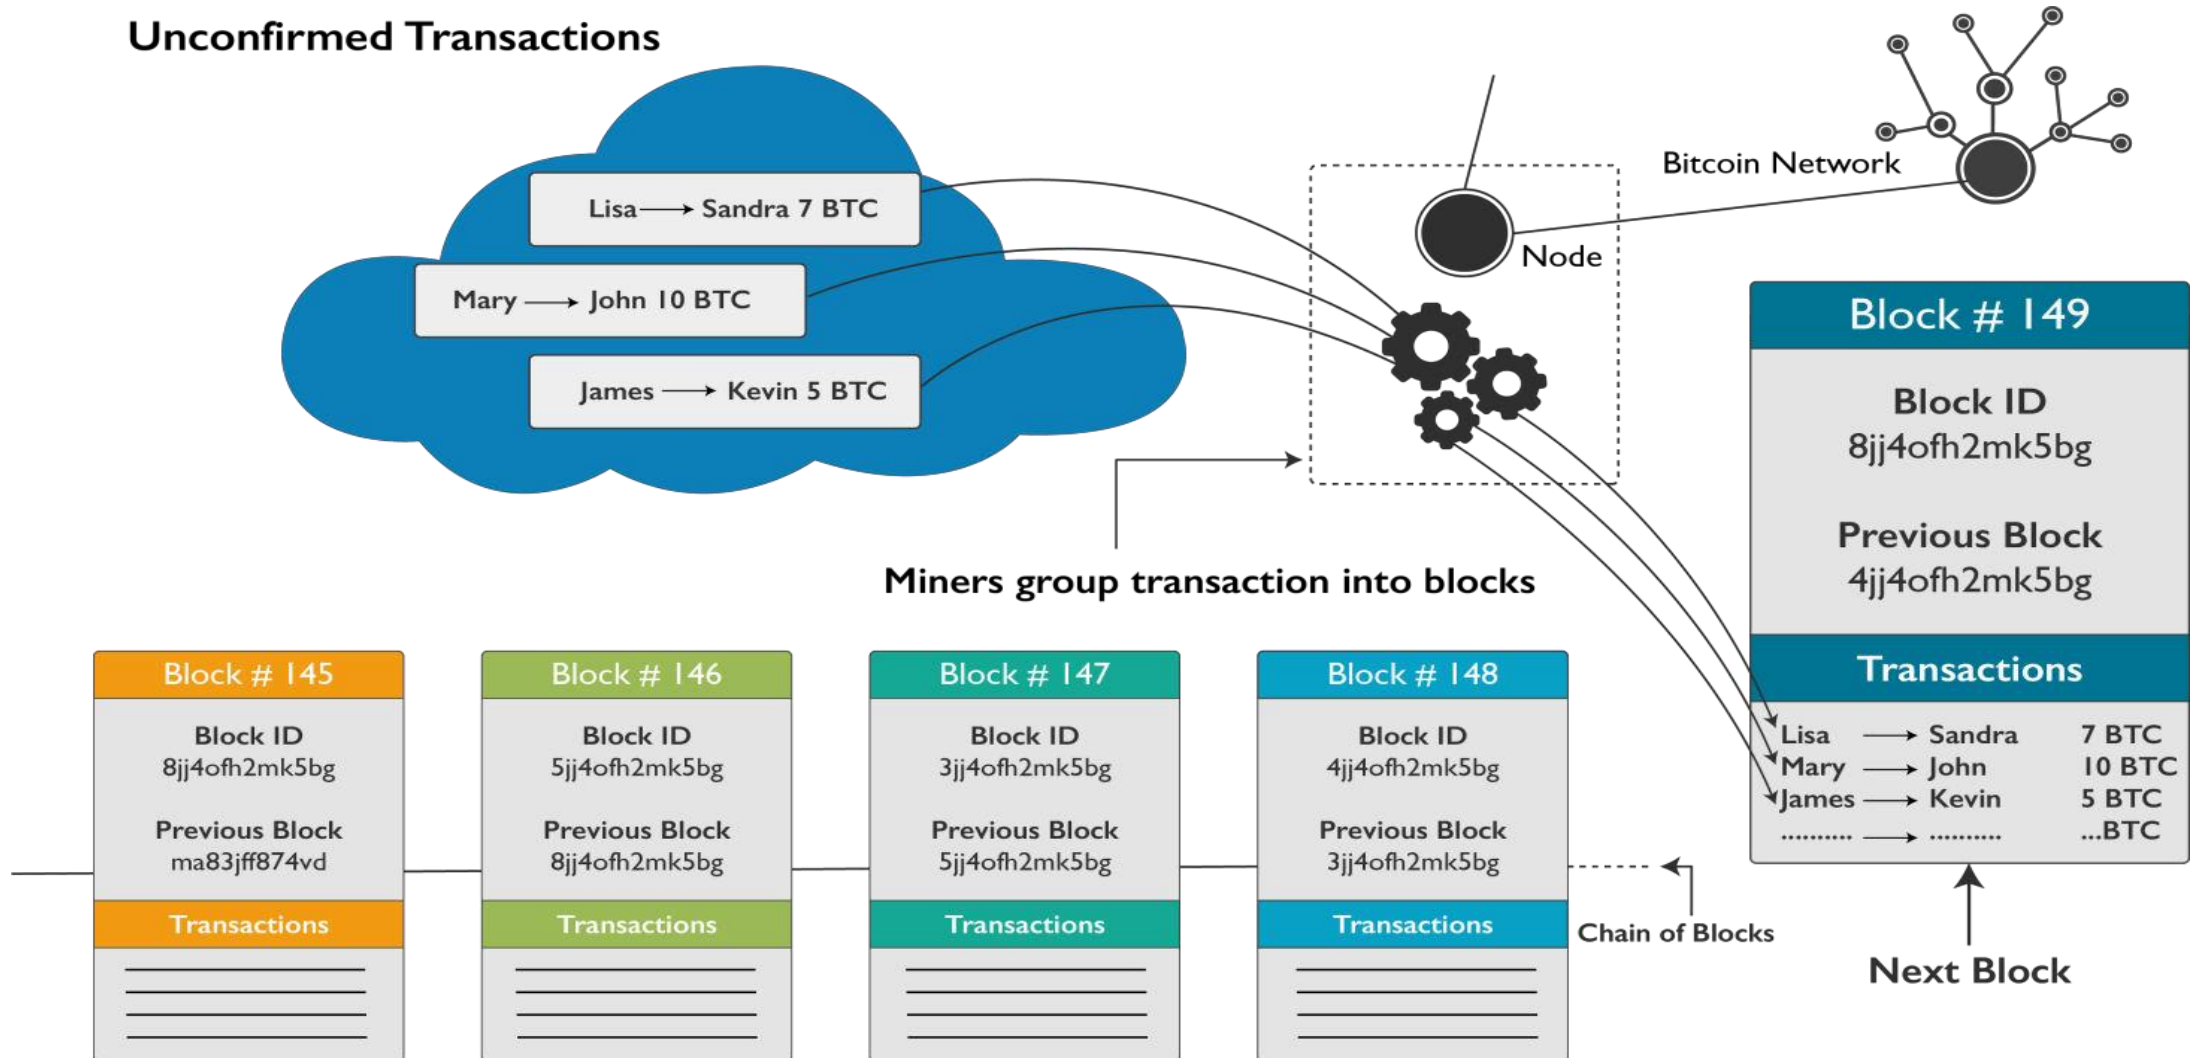 Unconfirmed Transactions
Lisa → Sandra 7 BTC
Mary → John 10 BTC
James → Kevin 5 BTC
Node
Bitcoin Network
Miners group transaction into blocks
Block # 149
Block ID
8jj4ofh2mk5bg
Previous Block
4jj4ofh2mk5bg
Transactions
Lisa → Sandra 7 BTC
Mary → John 10 BTC
James → Kevin 5 BTC
.......... → .......... ...BTC
Next Block
Block # 145
Block ID
8jj4ofh2mk5bg
Previous Block
ma83jff874vd
Transactions
Block # 146
Block ID
5jj4ofh2mk5bg
Previous Block
8jj4ofh2mk5bg
Transactions
Block # 147
Block ID
3jj4ofh2mk5bg
Previous Block
5jj4ofh2mk5bg
Transactions
Block # 148
Block ID
4jj4ofh2mk5bg
Previous Block
3jj4ofh2mk5bg
Transactions
Chain of Blocks